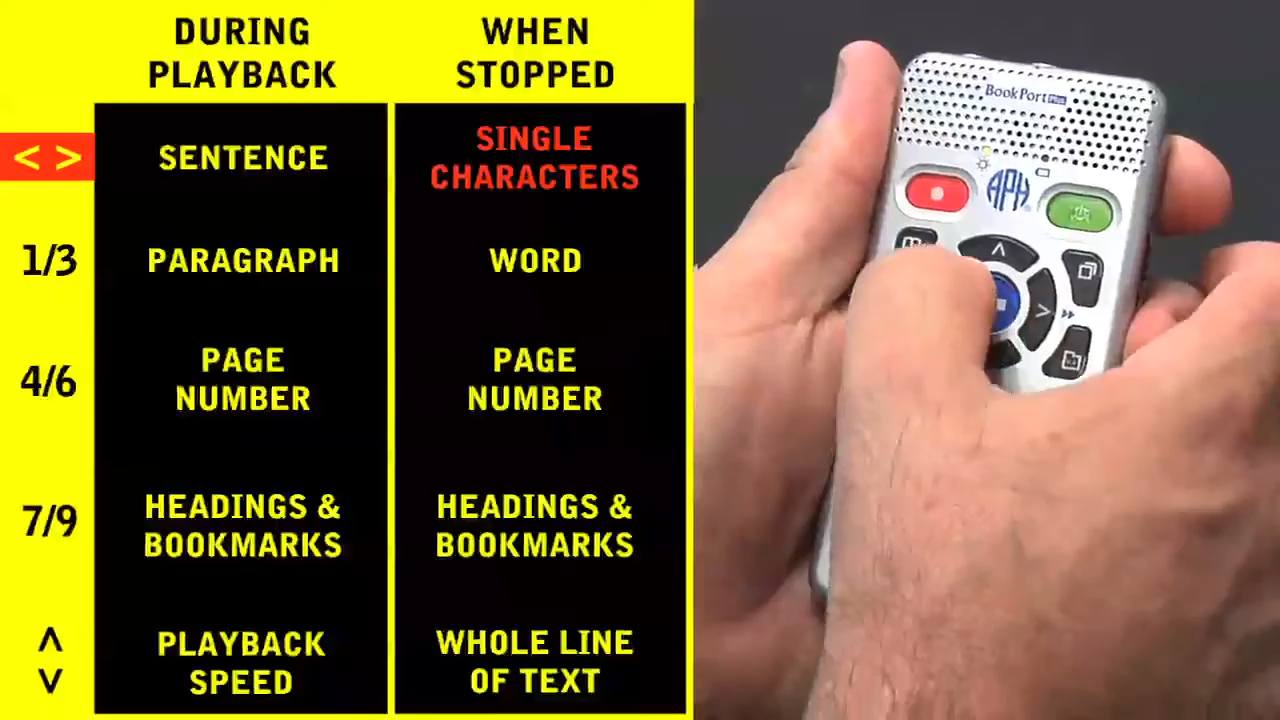 DURING
PLAYBACK
WHEN
STOPPED
< >
SENTENCE
SINGLE
CHARACTERS
1/3
PARAGRAPH
WORD
4/6
PAGE
NUMBER
PAGE
NUMBER
7/9
HEADINGS &
BOOKMARKS
HEADINGS &
BOOKMARKS
PLAYBACK
SPEED
WHOLE LINE
OF TEXT
BookPort Plus
APH